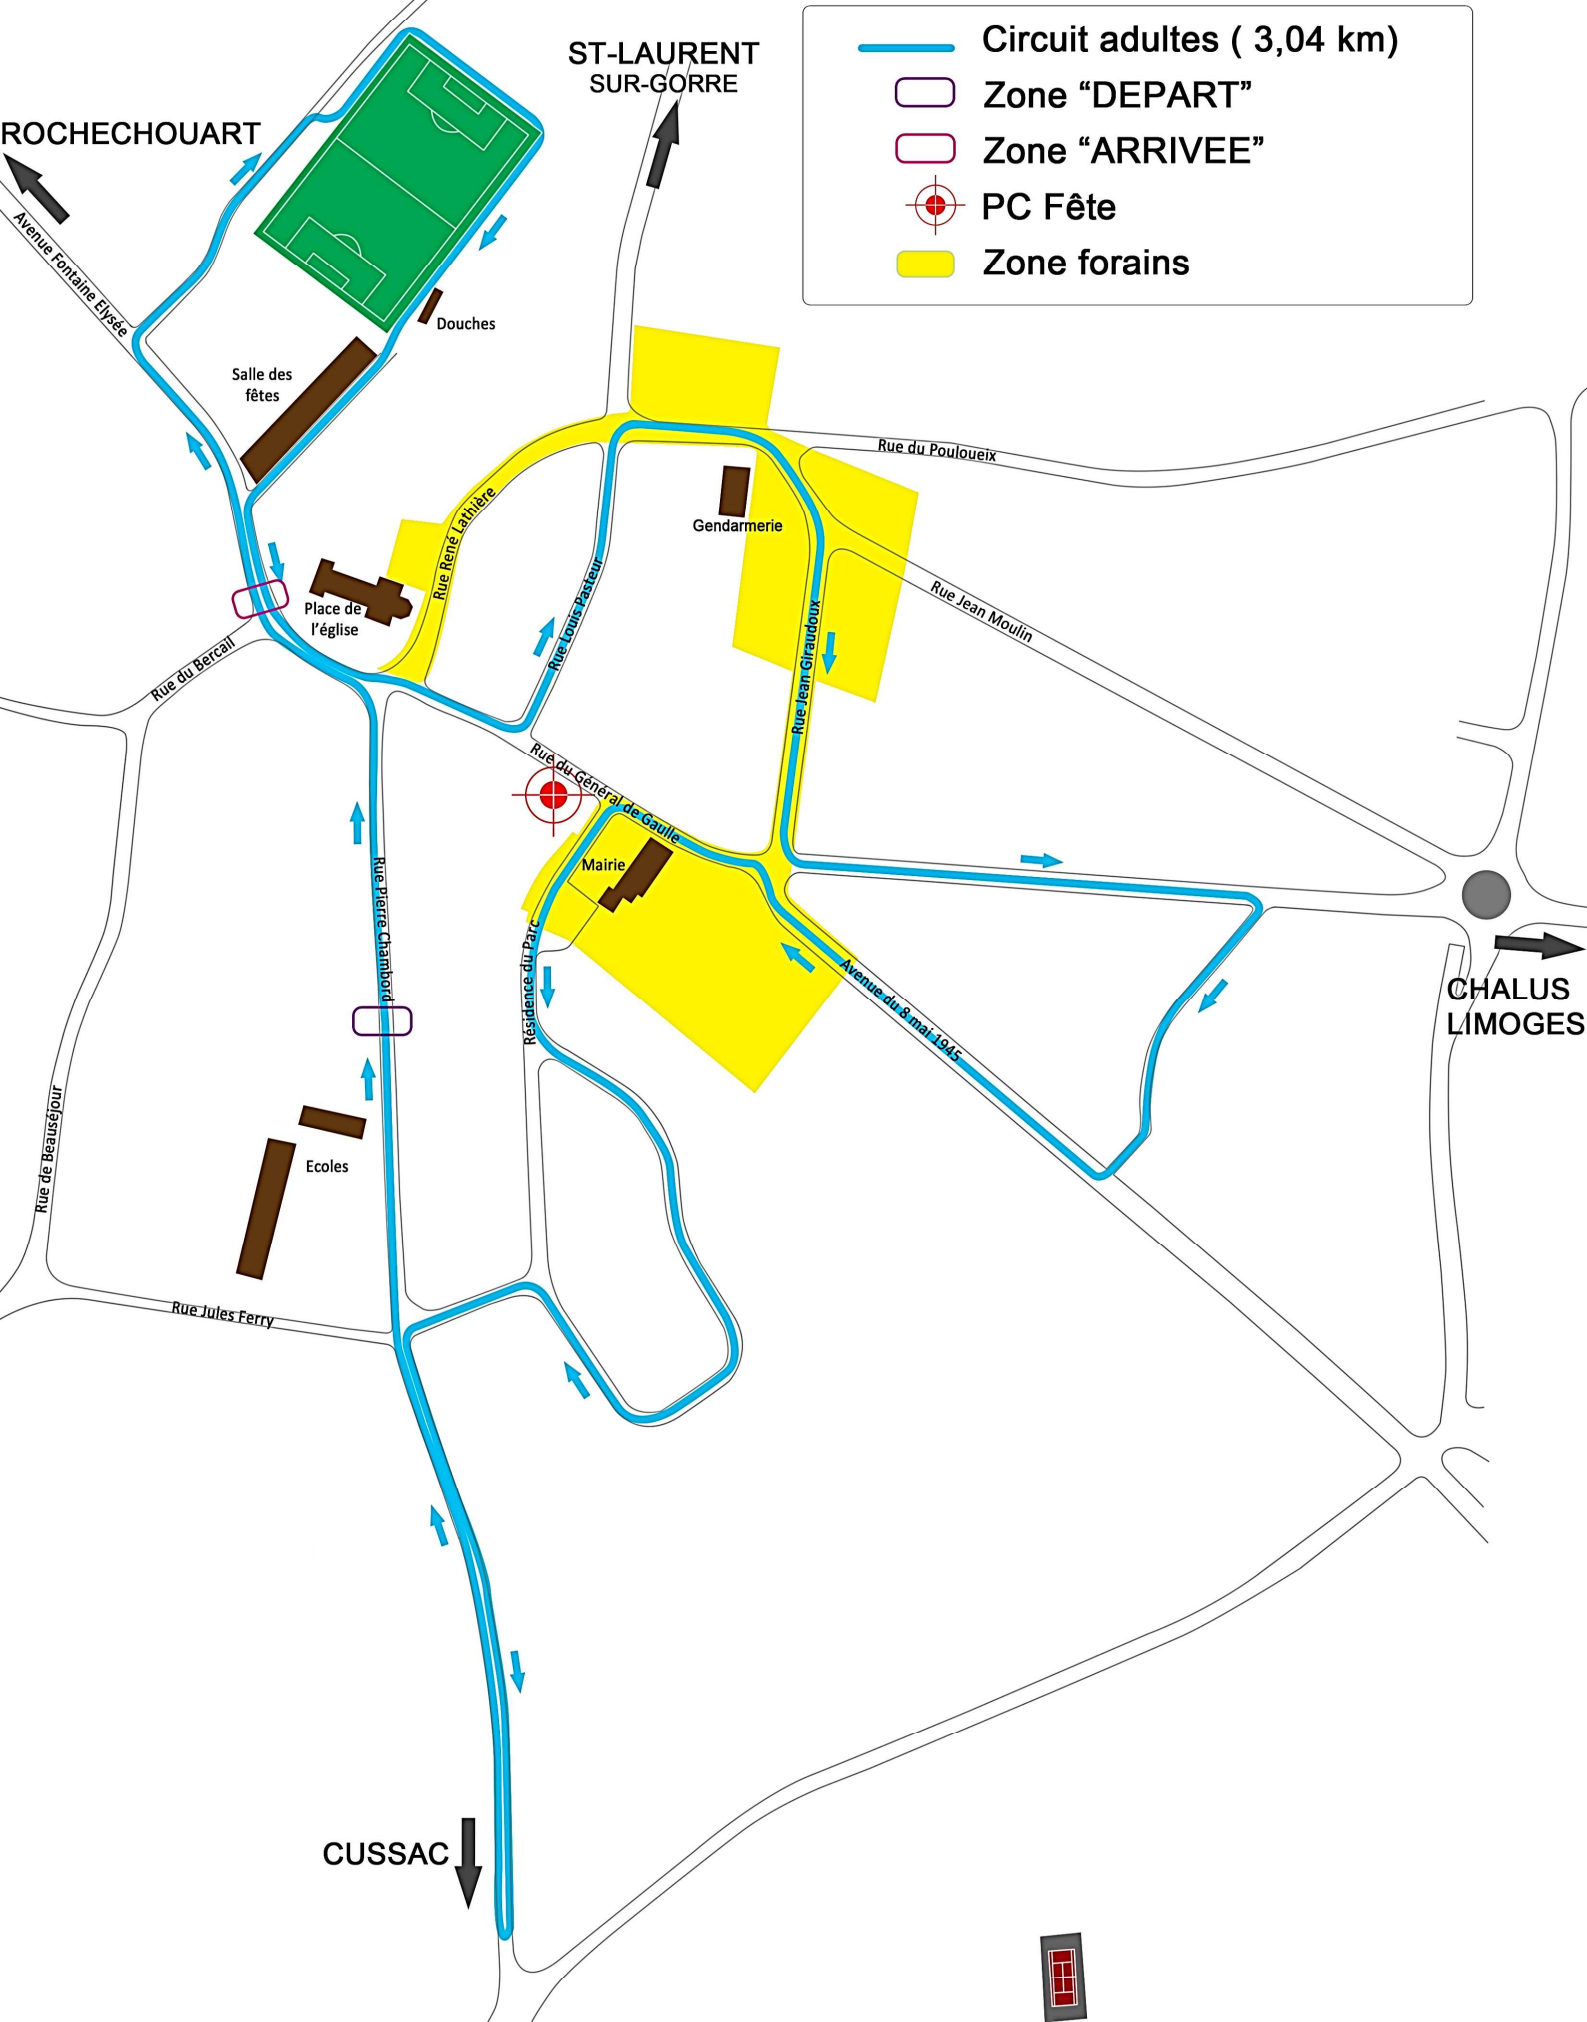 ST-LAURENT
SUR-GORRE
Circuit adultes ( 3,04 km)
Zone “DEPART”
Zone “ARRIVEE”
PC Fête
Zone forains
ROCHECHOUART
Avenue Fontaine Elysée
Douches
Salle des
fêtes
Rue du Pouloueix
Rue René Lathière
Gendarmerie
Rue Louis Pasteur
Rue Jean Moulin
Place de
l’église
Rue Jean Giraudoux
Rue du Bercail
Rue du Général de Gaulle
Mairie
Rue Pierre Chambord
Résidence du Parc
Avenue du 8 mai 1945
CHALUS
LIMOGES
Rue de Beauséjour
Ecoles
Rue Jules Ferry
CUSSAC